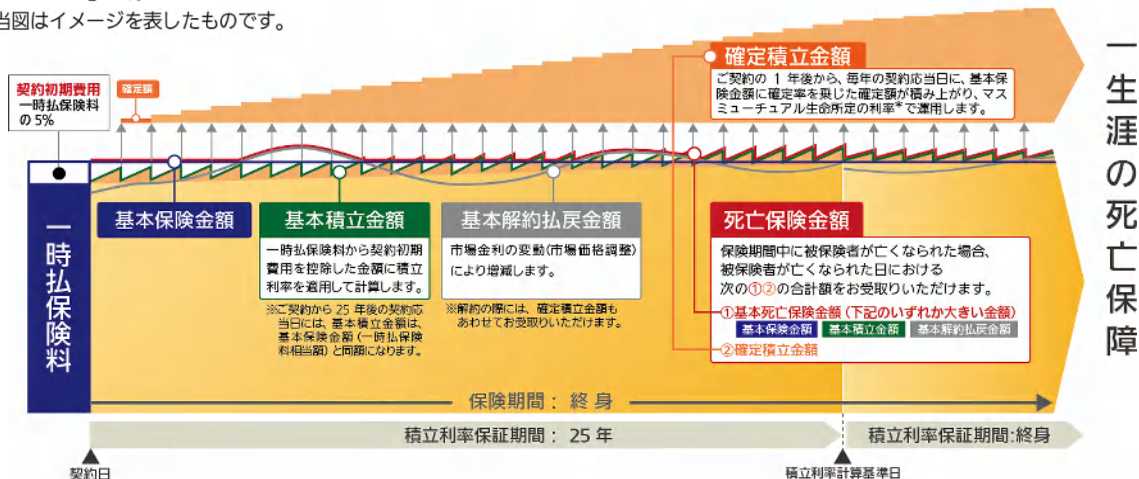 当図はイメージを表したものです。
契約初期費用
一時払保険料
の5%
確定額
確定積立金額
ご契約の 1 年後から、毎年の契約応当日に、基本保
険金額に確定率を乗じた確定額が積み上がり、マス
ミューチュアル生命所定の利率*で運用します。
一時払保険料
基本保険金額
基本積立金額
一時払保険料から契約初期
費用を控除した金額に積立
利率を適用して計算します。
※ご契約から 25 年後の契約応
当日には、基本積立金額は、
基本保険金額(一時払保険
料相当額)と同額になります。
基本解約払戻金額
市場金利の変動(市場価格調整)
により増減します。
※解約の際には、確定積立金額も
あわせてお受取りいただけます。
死亡保険金額
保険期間中に被保険者が亡くなられた場合、
被保険者が亡くなられた日における
次の①②の合計額をお受取りいただけます。
①基本死亡保険金額(下記のいずれか大きい金額)
基本保険金額 基本積立金額 基本解約払戻金額
②確定積立金額
一生涯の死亡保障
保険期間：終身
積立利率保証期間：25 年
積立利率保証期間:終身
契約日
積立利率計算基準日